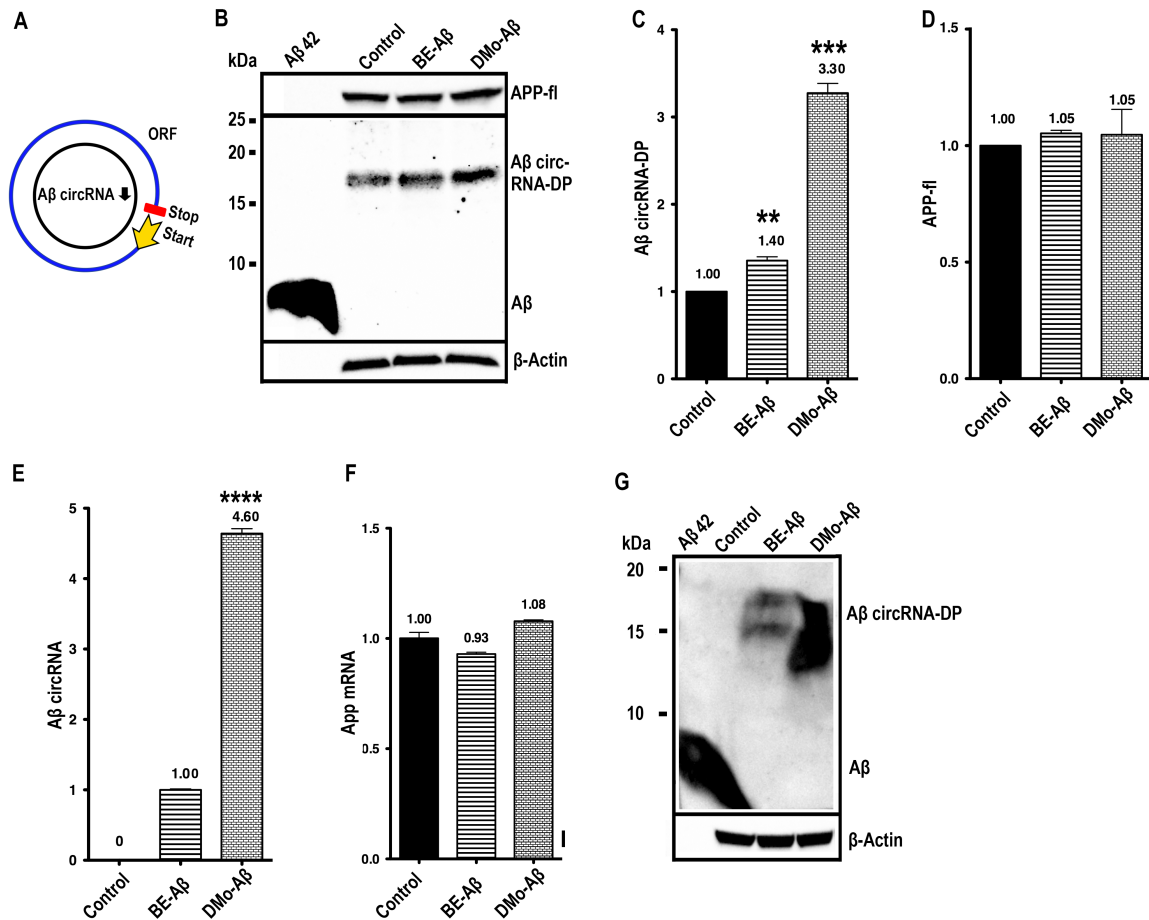 A
ORF
Aβ circRNA
Stop
Start
B
kDa
Aβ 42
Control
BE-Aβ
DMo-Aβ
APP-fl
25
20
Aβ circ-
RNA-DP
15
10
Aβ
β-Actin
C
Aβ circRNA-DP
4
3
2
1
0
1.00
**
1.40
***
3.30
Control
BE-Aβ
DMo-Aβ
D
APP-fl
1.5
1.0
0.5
0.0
1.00
1.05
1.05
Control
BE-Aβ
DMo-Aβ
E
Aβ circRNA
5
4
3
2
1
0
0
1.00
****
4.60
Control
BE-Aβ
DMo-Aβ
F
App mRNA
1.5
1.0
0.5
0.0
1.00
0.93
1.08
Control
BE-Aβ
DMo-Aβ
G
kDa
Aβ 42
Control
BE-Aβ
DMo-Aβ
20
Aβ circRNA-DP
15
10
Aβ
β-Actin